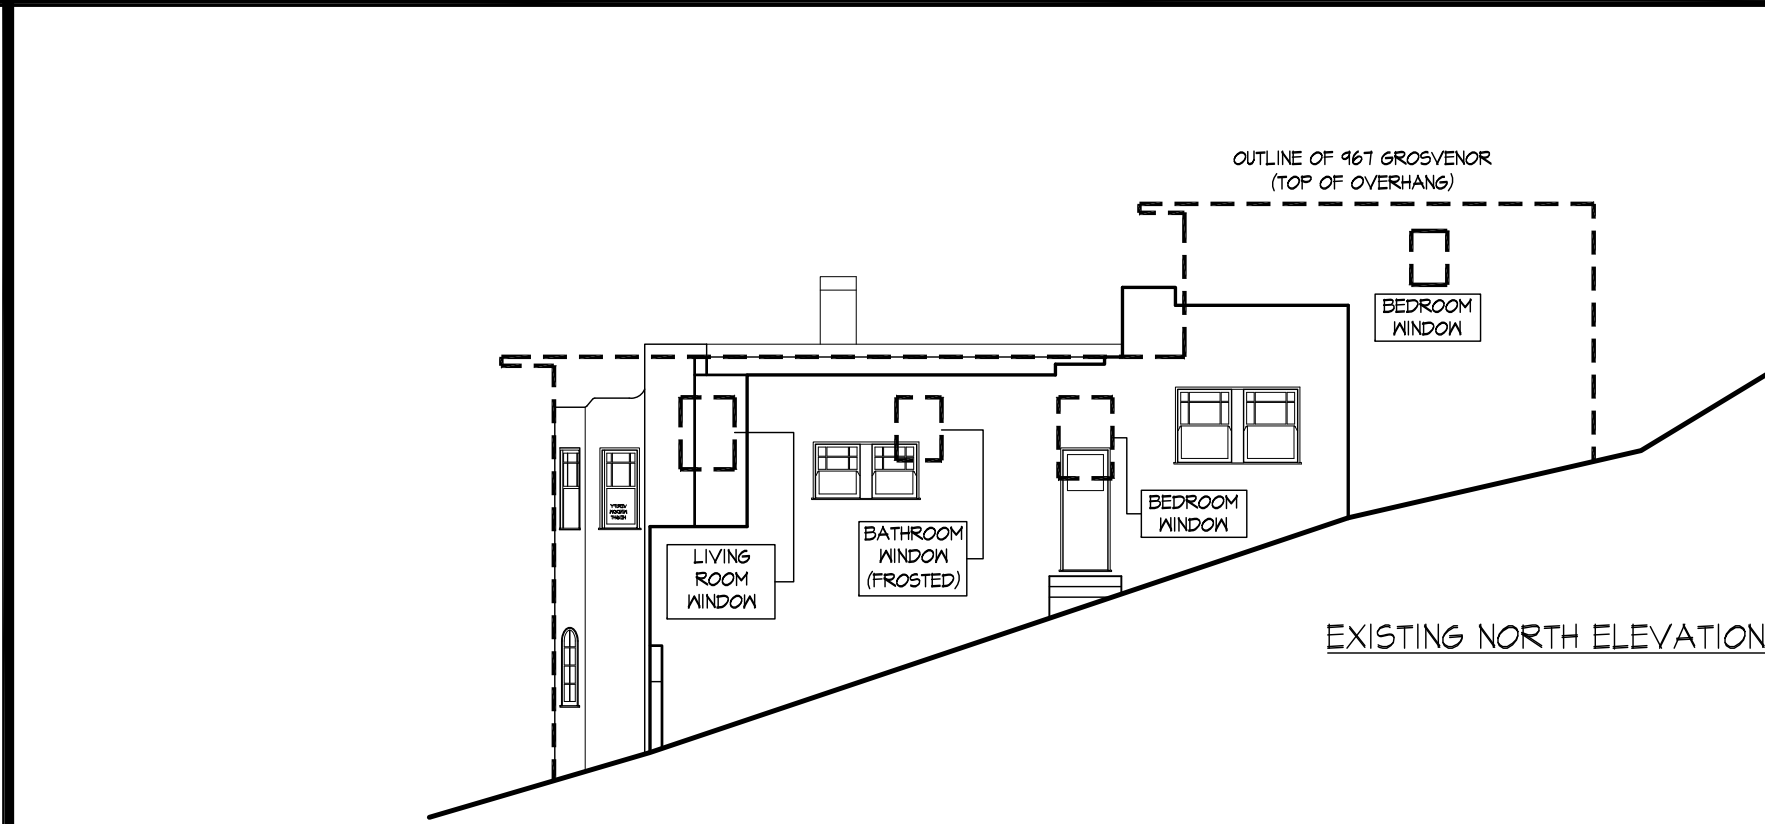 OUTLINE OF 967 GROSVENOR
(TOP OF OVERHANG)
BEDROOM
WINDOW
BEDROOM
WINDOW
BATHROOM
WINDOW
(FROSTED)
LIVING
ROOM
WINDOW
EXISTING NORTH ELEVATION